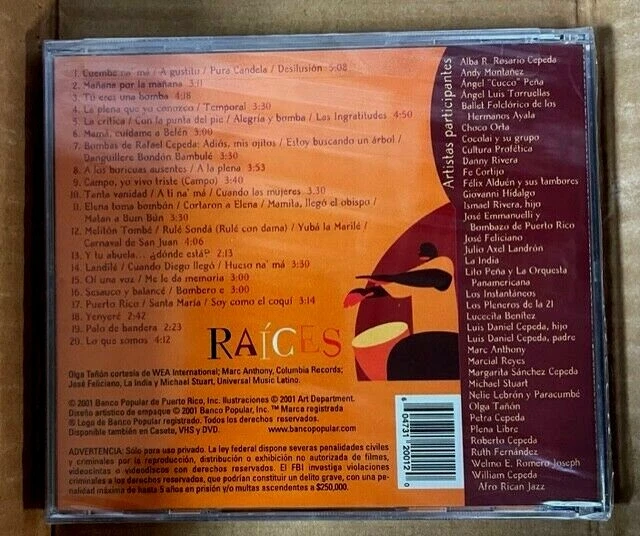 1. Cuembe na' má / A gustito / Pura Candela / Desilusión 5:08
2. Mañana por la mañana 3:11
3. Tú eres una bomba 4:18
4. La plena que yo conozco / Temporal 3:30
5. La crítica / Con la punta del pie / Alegría y bomba / Las Ingratitudes 4:50
6. Mamá, cuídame a Belén 0:00
7. Bombas de Rafael Cepeda: Adiós, mis ojitos / Estoy buscando un árbol /
Danguillere Bondón Bambulé 3:30
8. A los boricuas ausentes / A la plena 3:53
9. Campo, yo vivo triste (Campo) 4:40
10. Tanta vanidad / A ti na' má / Cuando las mujeres 3:30
11. Elena toma bombón / Cortaron a Elena / Mamita, llegó el obispo /
Matan a Bum Bún 3:30
12. Melitón Tombé / Rulé Sondá (Rulé con dama) / Yubá la Marilé /
Carnaval de San Juan 4:06
13. Y tu abuela... ¿dónde está? 2:13
14. Landilé / Cuando Diego llegó / Hueso na' má 3:30
15. Oí una voz / Me le da memoria 3:00
16. Sesauco y balancé / Bambero e 3:30
17. Puerto Rico / Santa María / Soy como el coquí 3:14
18. Yenyeré 2:42
19. Palo de bandera 2:23
20. Lo que somos 4:12
RAÍCES
Olga Tañón cortesía de WEA International; Marc Anthony, Columbia Records;
José Feliciano, La India y Michael Stuart, Universal Music Latino.
℗ 2001 Banco Popular de Puerto Rico, Inc. Ilustraciones © 2001 Art Department.
Diseño artístico de empaque © 2001 Banco Popular, Inc. ™ Marca registrada
® Logo de Banco Popular registrado. Todos los derechos reservados.
Disponible también en Casete, VHS y DVD. www.bancopopular.com
ADVERTENCIA: Sólo para uso privado. La ley federal dispone severas penalidades civiles
y criminales por la reproducción, distribución o exhibición no autorizada de filmes,
videocintas o videodiscos con derechos reservados. El FBI investiga violaciones
criminales a los derechos reservados, que podrían constituir un delito grave, con una pe-
nalidad máxima de hasta 5 años en prisión y/o multas ascendentes a $250,000.
6 04731 20012 0
Artistas participantes
Alba R. Rosario Cepeda
Andy Montañez
Ángel "Cucco" Peña
Ángel Luis Torruellas
Ballet Folclórico de los
Hermanos Ayala
Choco Orta
Cocolai y su grupo
Cultura Profética
Danny Rivera
Fe Cortijo
Félix Alduén y sus tambores
Giovanni Hidalgo
Ismael Rivera, hijo
José Emmanuelli y
Bombazo de Puerto Rico
José Feliciano
Julio Axel Landrón
La India
Lito Peña y La Orquesta
Panamericana
Los Instantáneos
Los Pleneros de la 21
Lucecita Benítez
Luis Daniel Cepeda, hijo
Luis Daniel Cepeda, padre
Marc Anthony
Marcial Reyes
Margarita Sánchez Cepeda
Michael Stuart
Nelie Lebrón y Paracumbé
Olga Tañón
Petra Cepeda
Plena Libre
Roberto Cepeda
Ruth Fernández
Welmo E. Romero Joseph
William Cepeda
Afro Rican Jazz